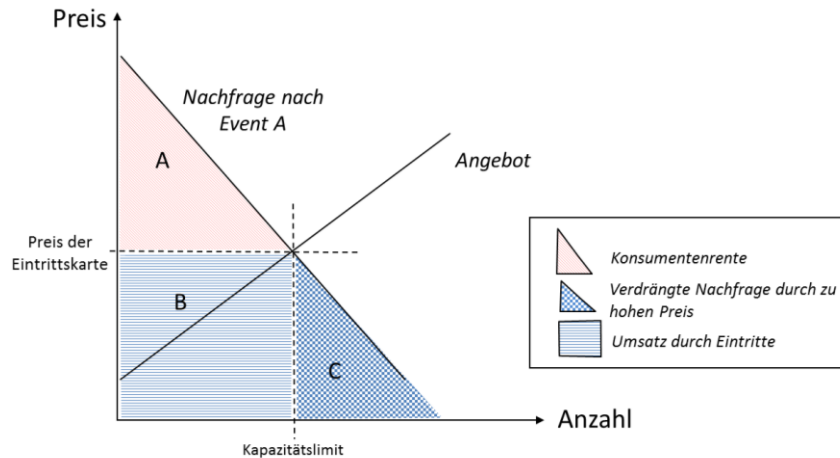 Preis
Nachfrage nach
Event A
A
Angebot
Preis der
Eintrittskarte
B
C
Konsumentenrente
Verdrängte Nachfrage durch zu
hohen Preis
Umsatz durch Eintritte
Anzahl
Kapazitätslimit